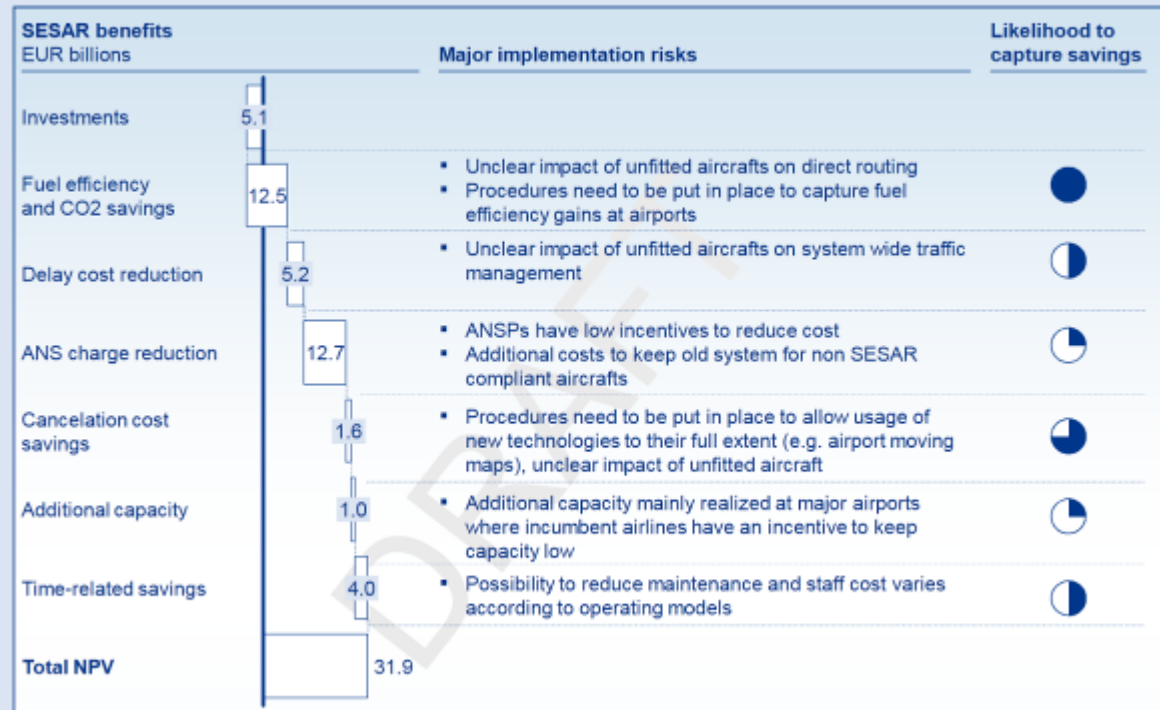 SESAR benefits
EUR billions
Major implementation risks
Likelihood to
capture savings
Investments
5.1
Fuel efficiency
and CO2 savings
12.5
▪ Unclear impact of unfitted aircrafts on direct routing
▪ Procedures need to be put in place to capture fuel
efficiency gains at airports
Delay cost reduction
5.2
▪ Unclear impact of unfitted aircrafts on system wide traffic
management
ANS charge reduction
12.7
▪ ANSPs have low incentives to reduce cost
▪ Additional costs to keep old system for non SESAR
compliant aircrafts
Cancelation cost
savings
1.6
▪ Procedures need to be put in place to allow usage of
new technologies to their full extent (e.g. airport moving
maps), unclear impact of unfitted aircraft
Additional capacity
1.0
▪ Additional capacity mainly realized at major airports
where incumbent airlines have an incentive to keep
capacity low
Time-related savings
4.0
▪ Possibility to reduce maintenance and staff cost varies
according to operating models
Total NPV
31.9
DRAFT